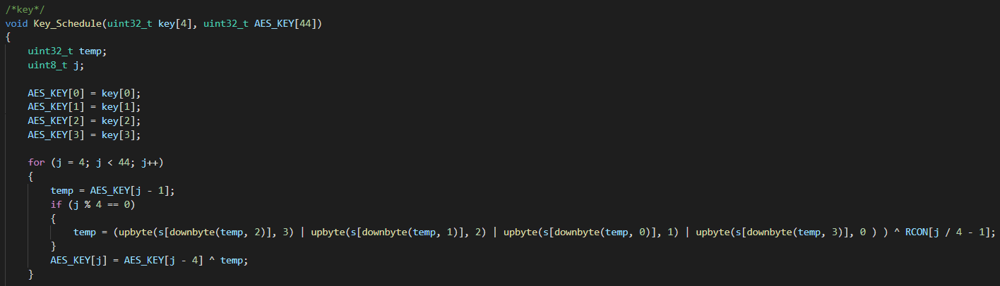 /*key*/
void Key_Schedule(uint32_t key[4], uint32_t AES_KEY[44])
{
    uint32_t temp;
    uint8_t j;

    AES_KEY[0] = key[0];
    AES_KEY[1] = key[1];
    AES_KEY[2] = key[2];
    AES_KEY[3] = key[3];

    for (j = 4; j < 44; j++)
    {
        temp = AES_KEY[j - 1];
        if (j % 4 == 0)
        {
            temp = (upbyte(s[downbyte(temp, 2)], 3) | upbyte(s[downbyte(temp, 1)], 2) | upbyte(s[downbyte(temp, 0)], 1) | upbyte(s[downbyte(temp, 3)], 0 ) ) ^ RCON[j / 4 - 1];
        }
        AES_KEY[j] = AES_KEY[j - 4] ^ temp;
    }